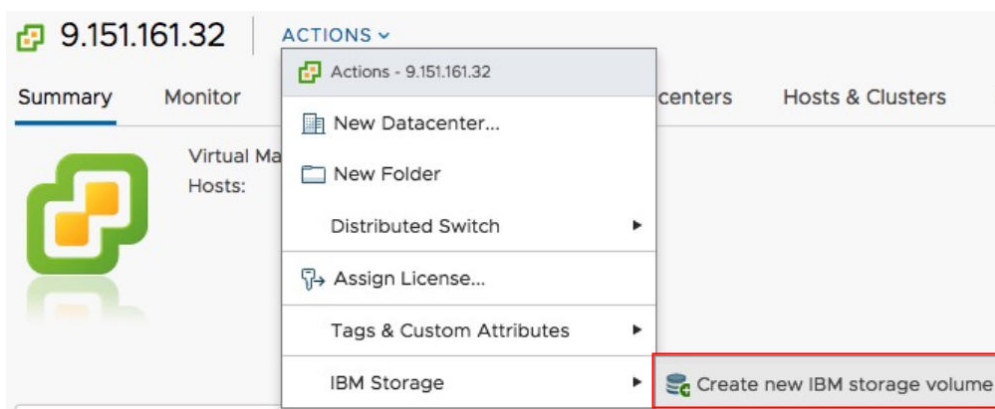 9.151.161.32 ACTIONS
Actions - 9.151.161.32
Summary Monitor centers Hosts & Clusters
New Datacenter...
Virtual Ma
New Folder
Hosts:
Distributed Switch
Assign License...
Tags & Custom Attributes
IBM Storage Create new IBM storage volume